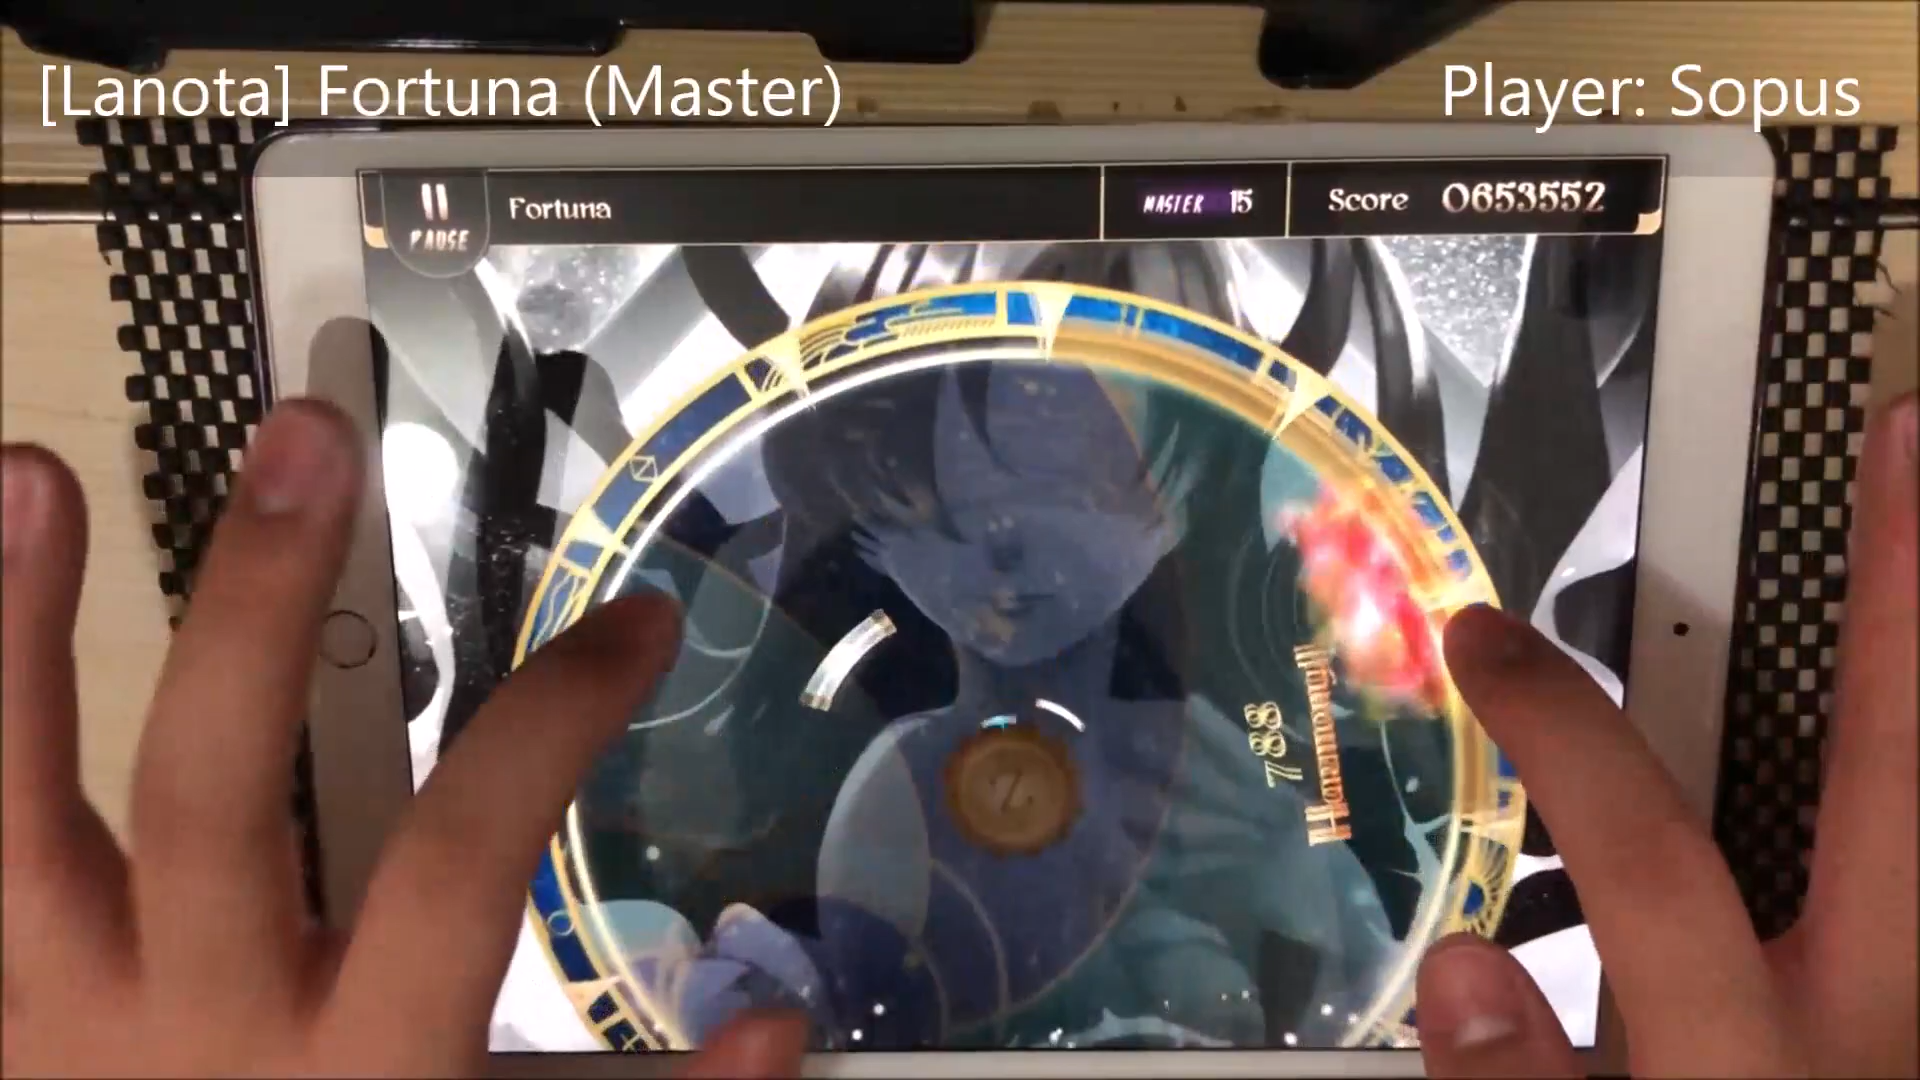 [Lanota] Fortuna (Master)
Player: Sopus
PAUSE
Fortuna
MASTER 15
Score 0653552
788
Harmony!!